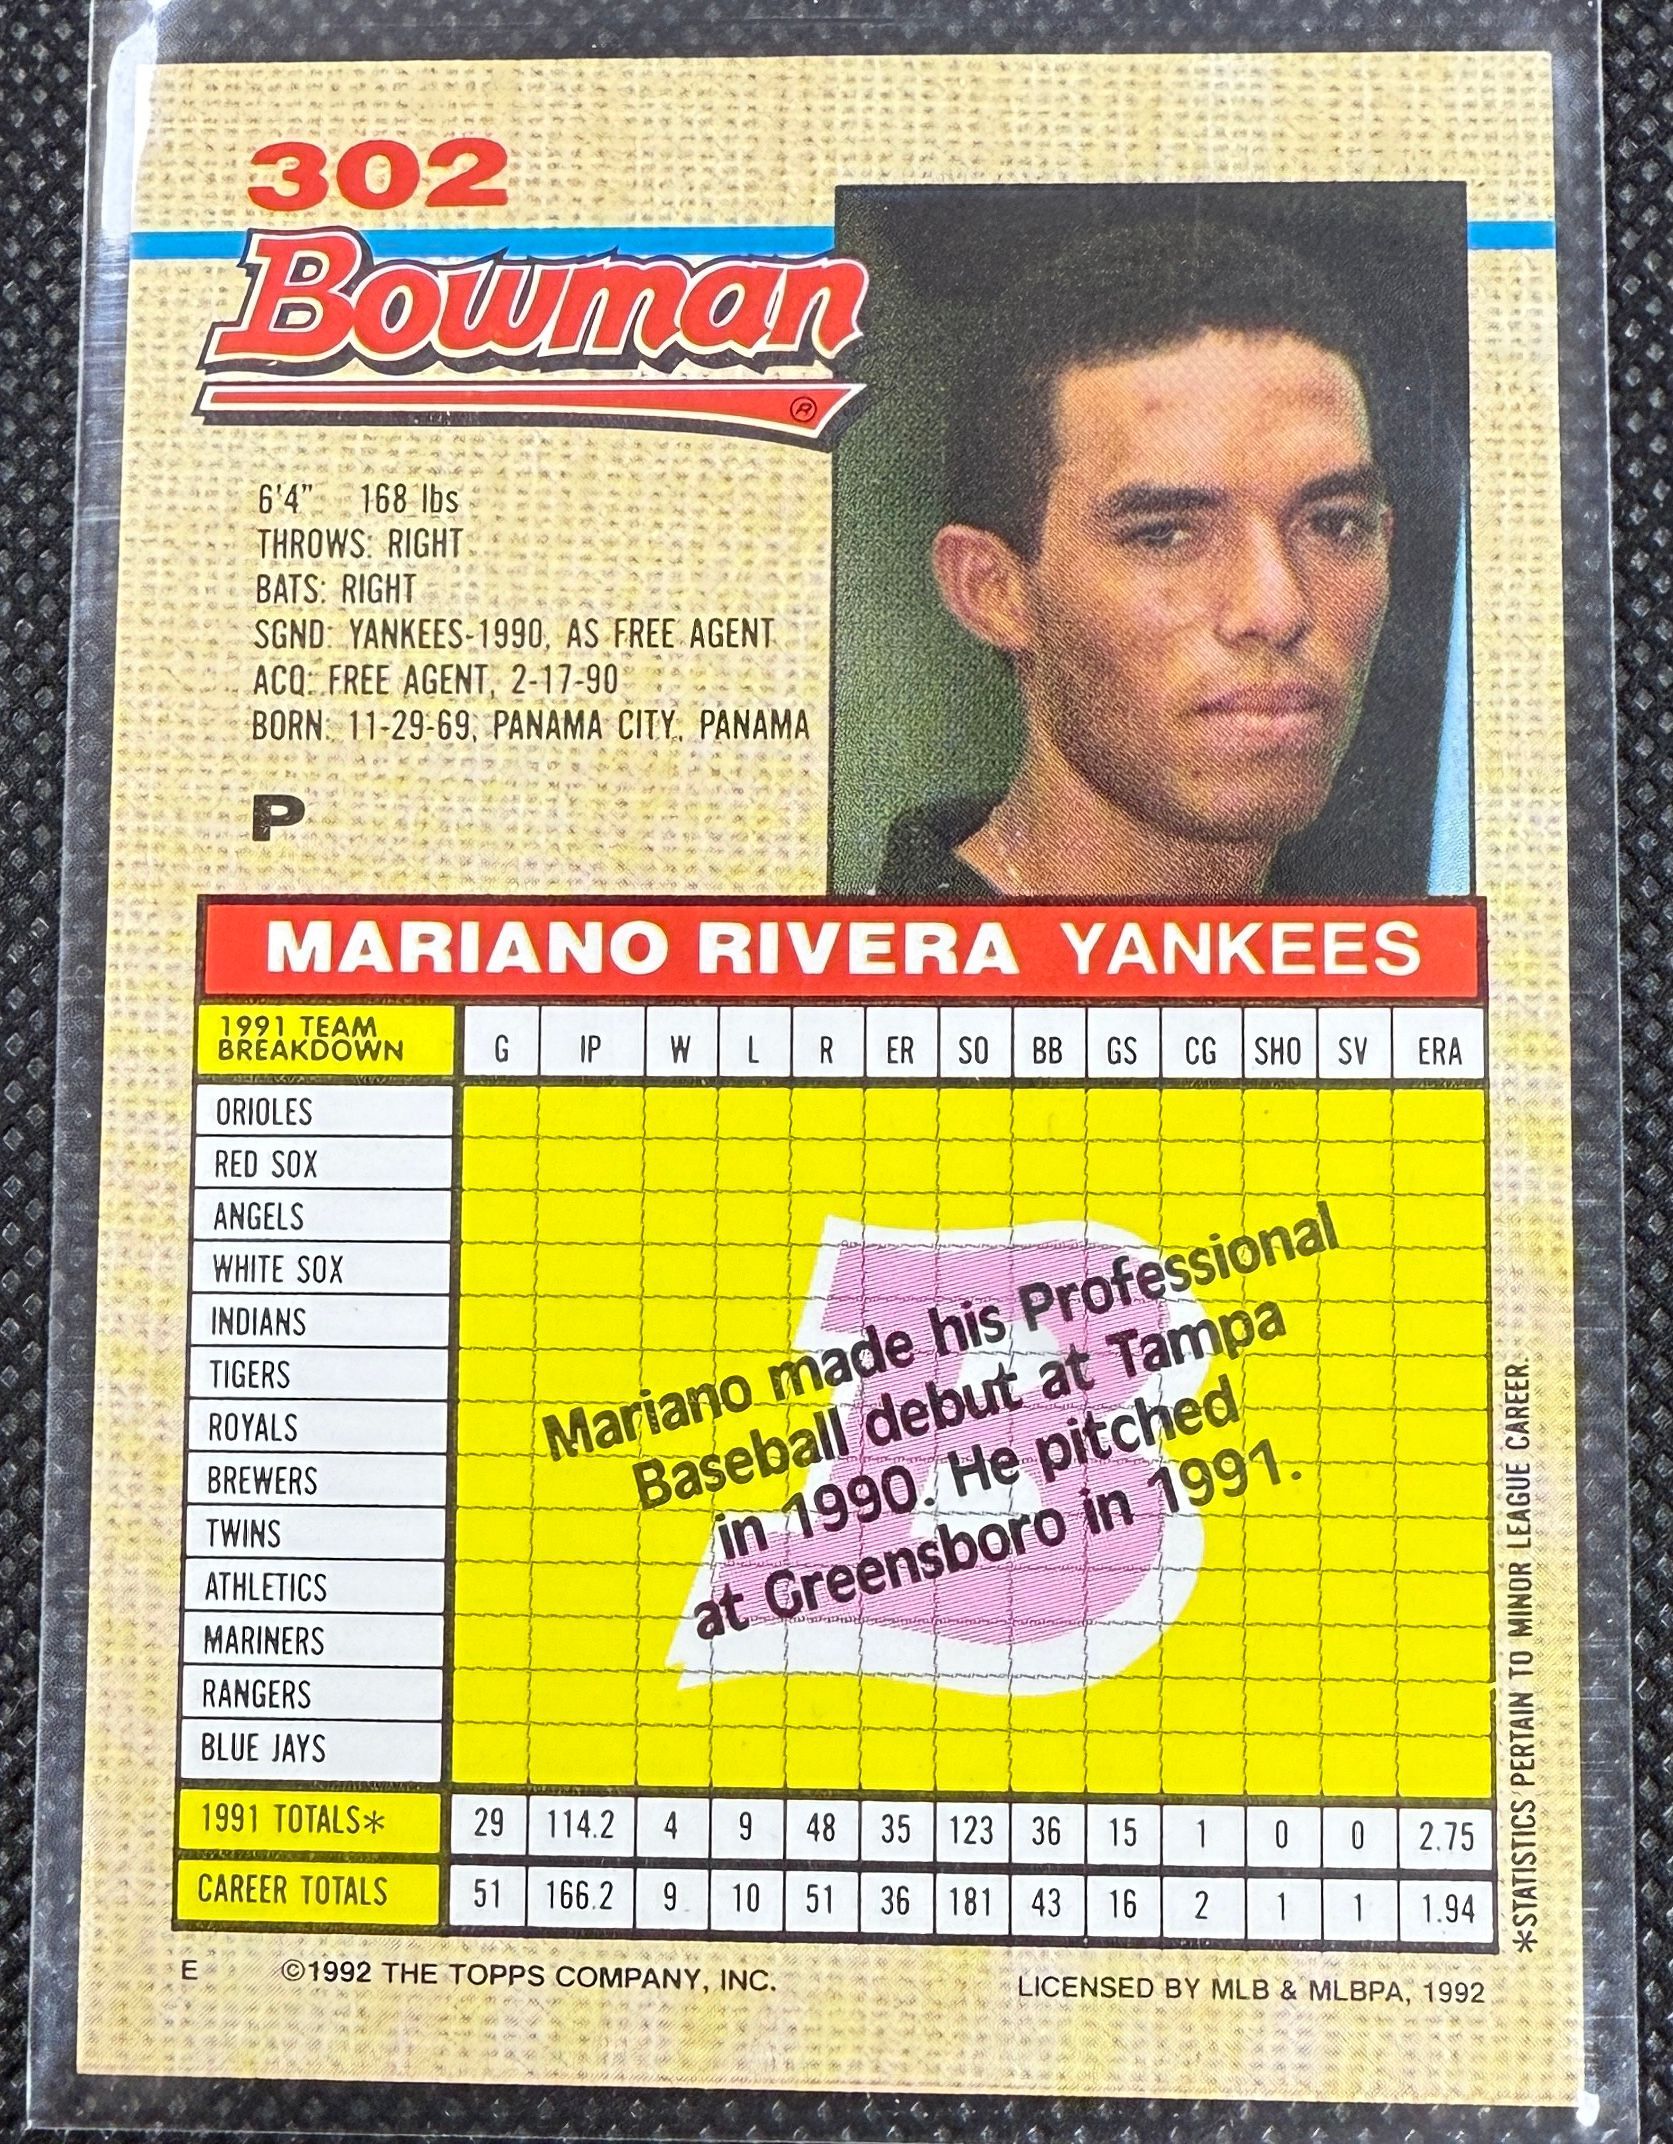 302
Bowman®
6'4" 168 lbs
THROWS: RIGHT
BATS: RIGHT
SGND: YANKEES-1990, AS FREE AGENT
ACQ: FREE AGENT, 2-17-90
BORN: 11-29-69, PANAMA CITY, PANAMA
P
MARIANO RIVERA YANKEES
1991 TEAM
BREAKDOWN G IP W L R ER SO BB GS CG SHO SV ERA
ORIOLES
RED SOX
ANGELS
WHITE SOX
INDIANS
TIGERS
ROYALS
BREWERS
TWINS
ATHLETICS
MARINERS
RANGERS
BLUE JAYS
B
Mariano made his Professional
Baseball debut at Tampa
in 1990. He pitched
at Greensboro in 1991.
1991 TOTALS* 29 114.2 4 9 48 35 123 36 15 1 0 0 2.75
CAREER TOTALS 51 166.2 9 10 51 36 181 43 16 2 1 1 1.94
*STATISTICS PERTAIN TO MINOR LEAGUE CAREER.
E ©1992 THE TOPPS COMPANY, INC. LICENSED BY MLB & MLBPA, 1992